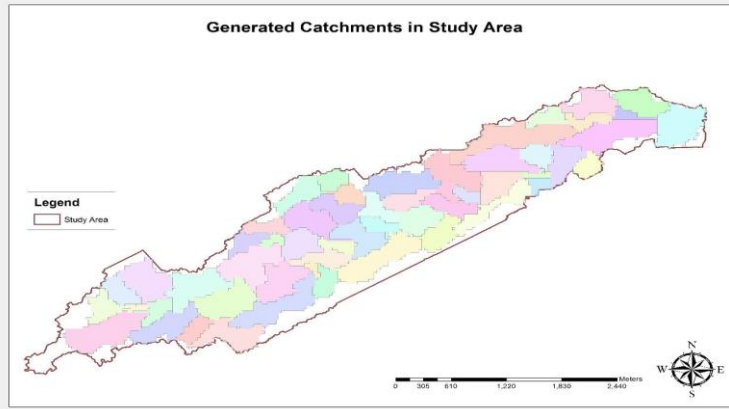 Generated Catchments in Study Area
Legend
Study Area
N
W E
S
Meters
0 305 610 1,220 1,830 2,440